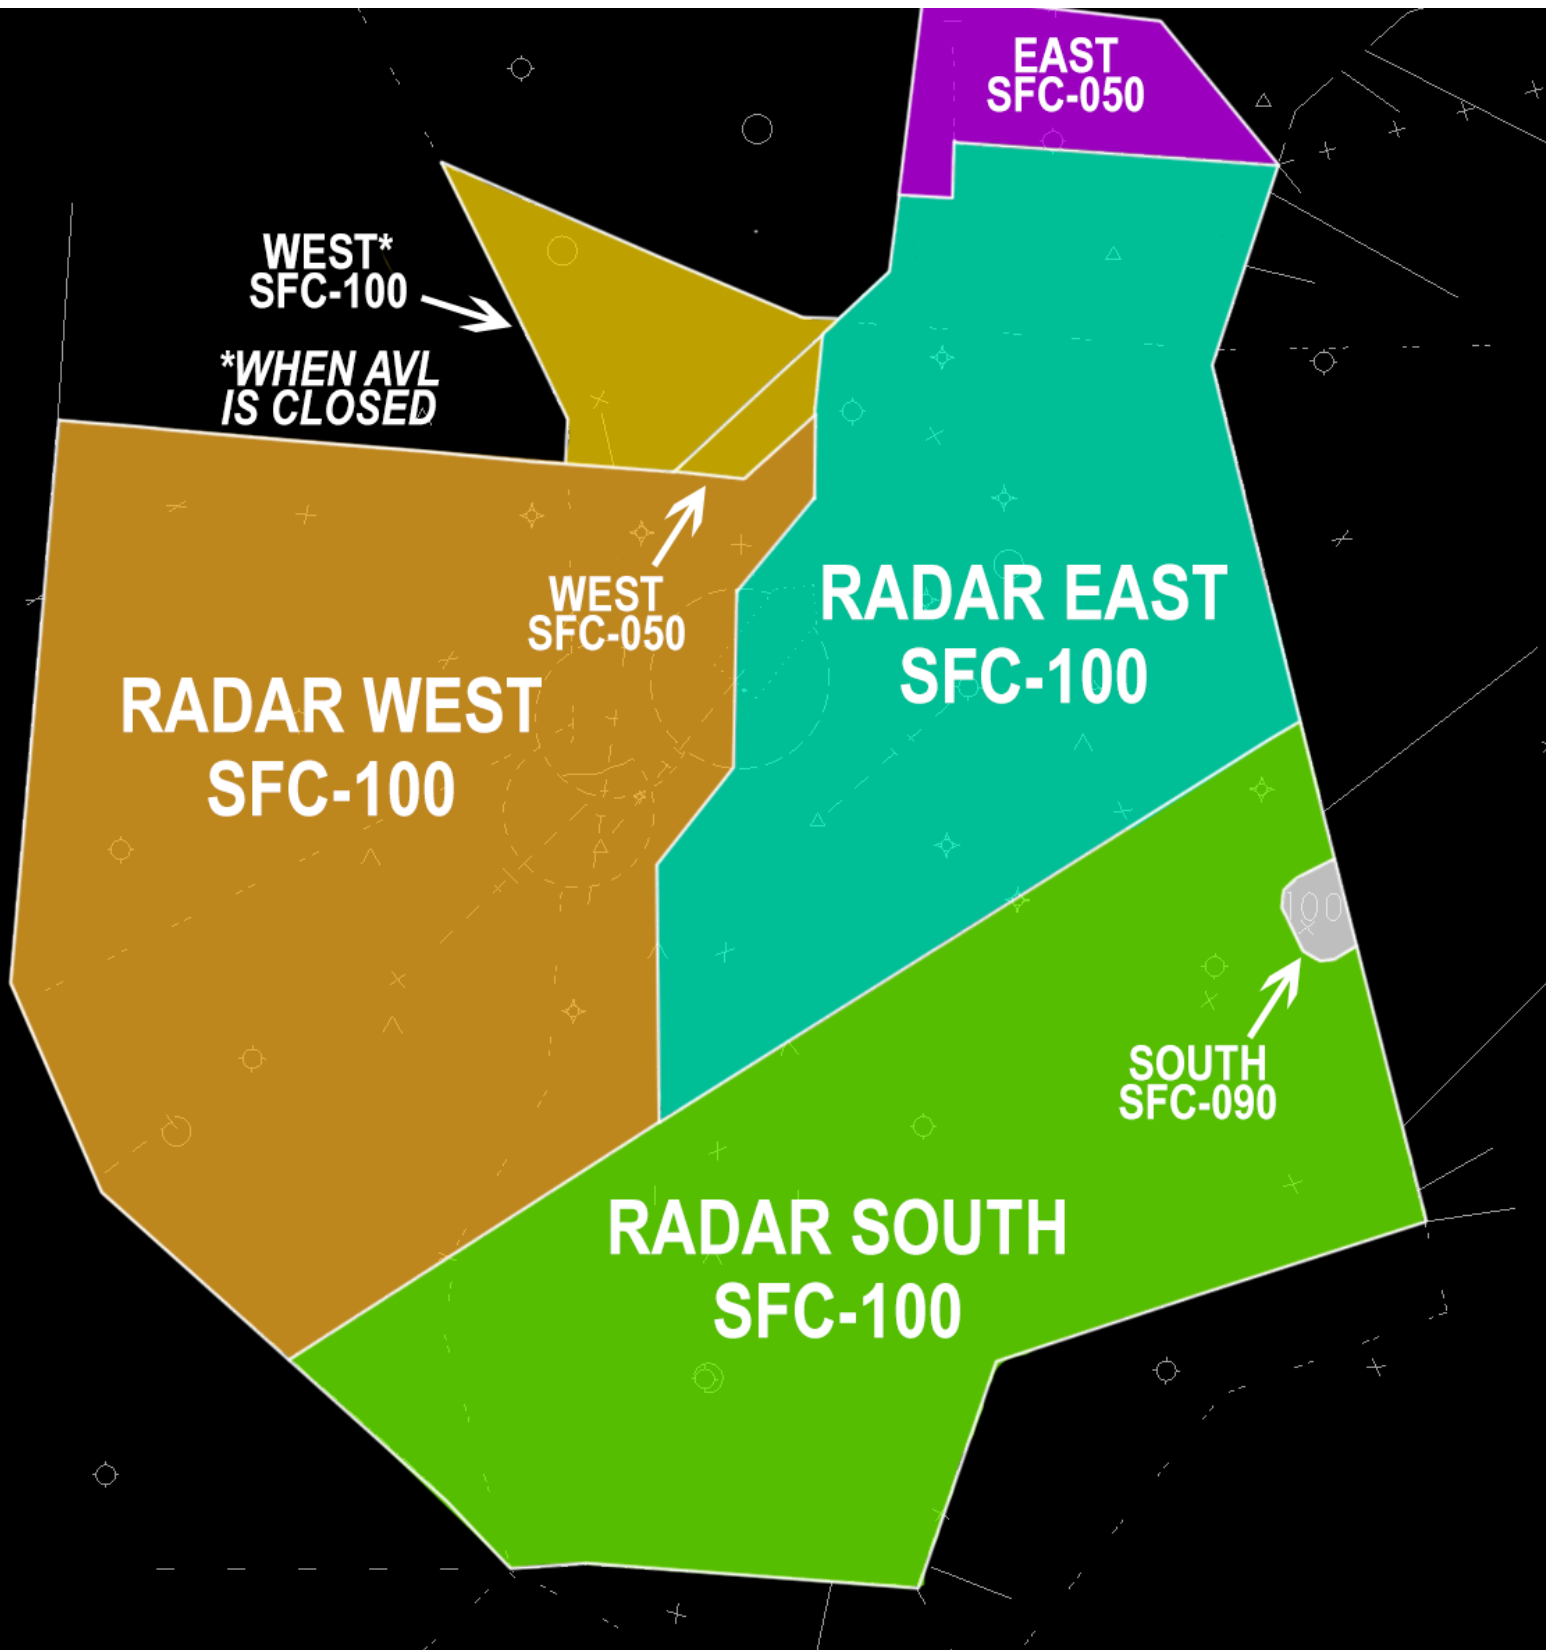 EAST
SFC-050
WEST*
SFC-100
*WHEN AVL
IS CLOSED
WEST
SFC-050
RADAR EAST
SFC-100
RADAR WEST
SFC-100
100
SOUTH
SFC-090
RADAR SOUTH
SFC-100